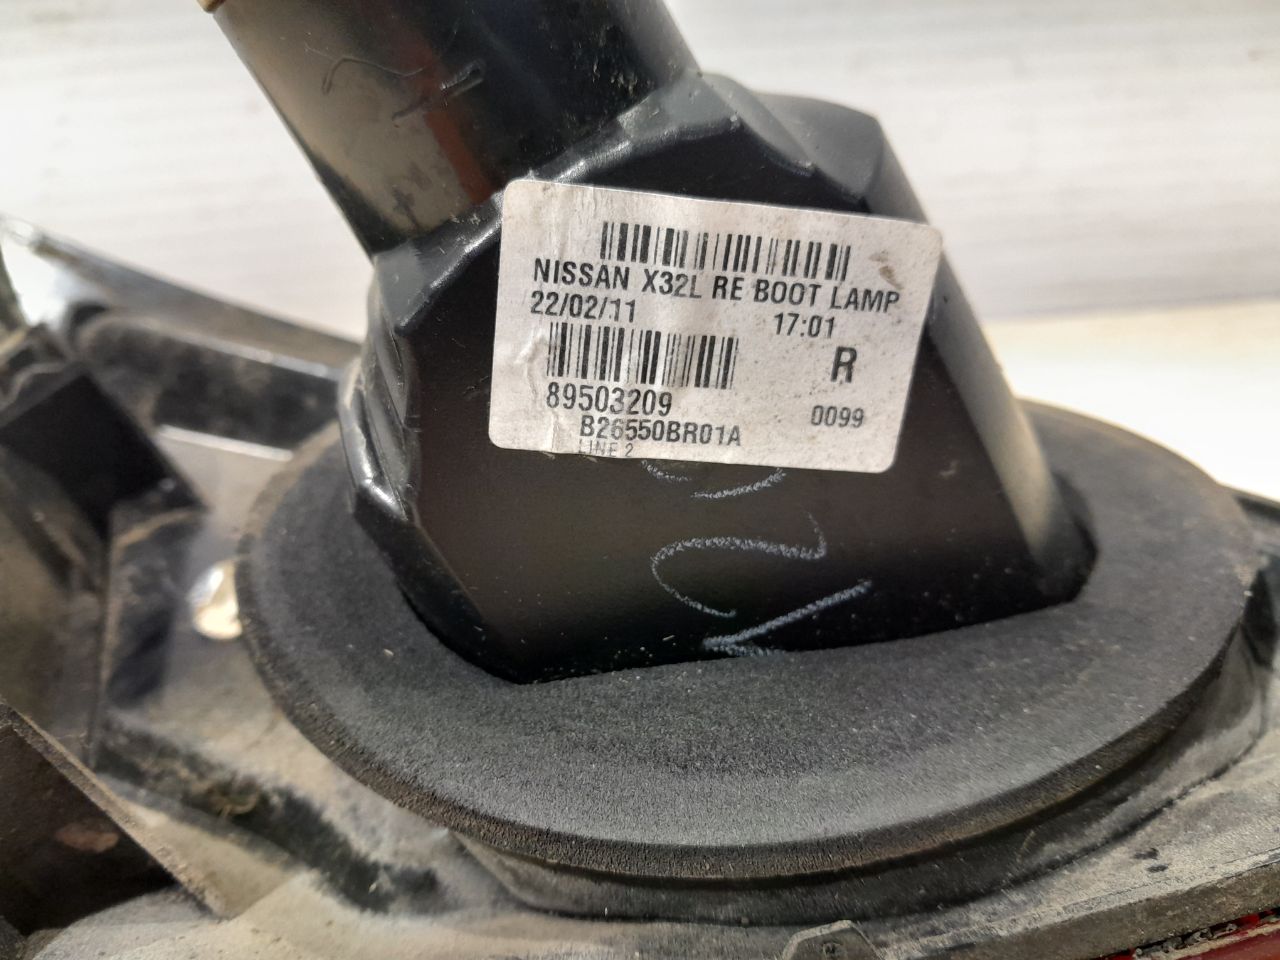 NISSAN X32L RE BOOT LAMP
22/02/11 17:01
R
89503209 0099
B26550BR01A
LINE 2